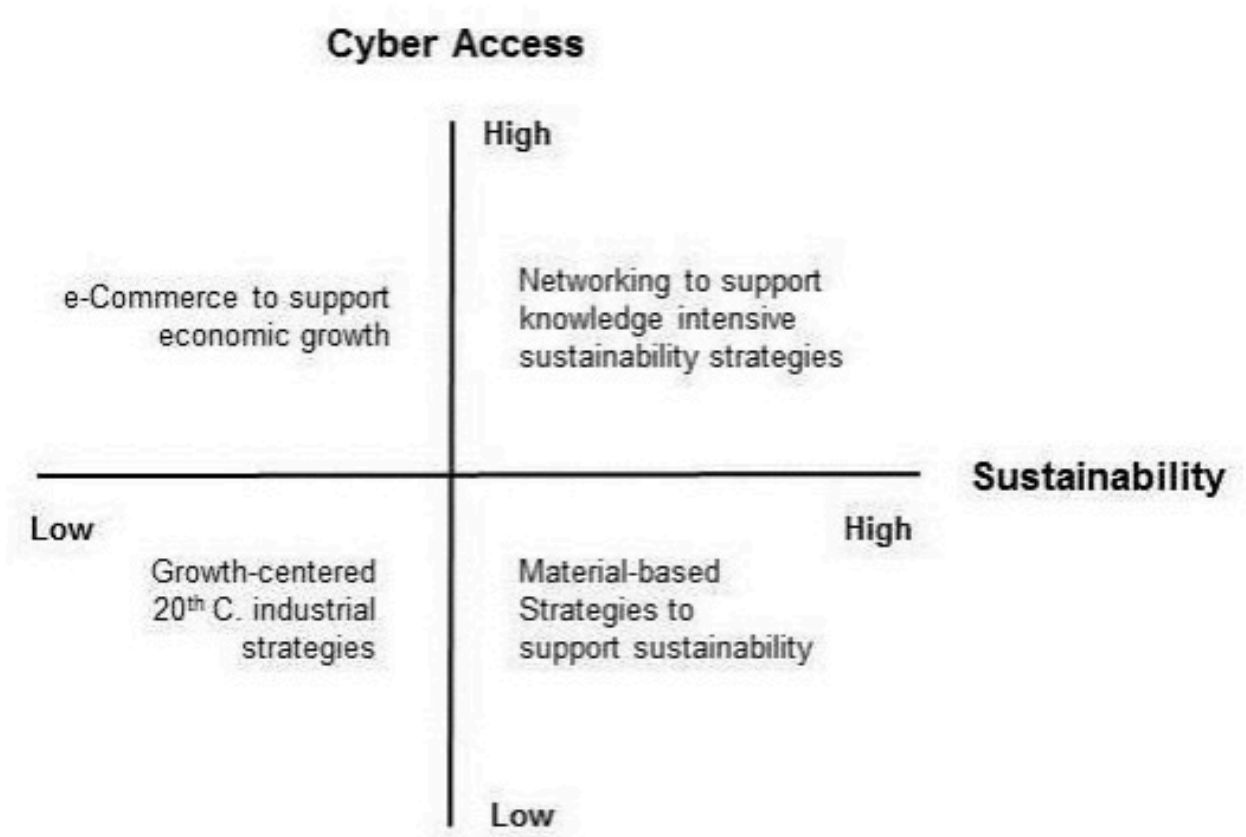 Cyber Access
High
e-Commerce to support
economic growth
Networking to support
knowledge intensive
sustainability strategies
Sustainability
Low
High
Growth-centered
20th C. industrial
strategies
Material-based
Strategies to
support sustainability
Low